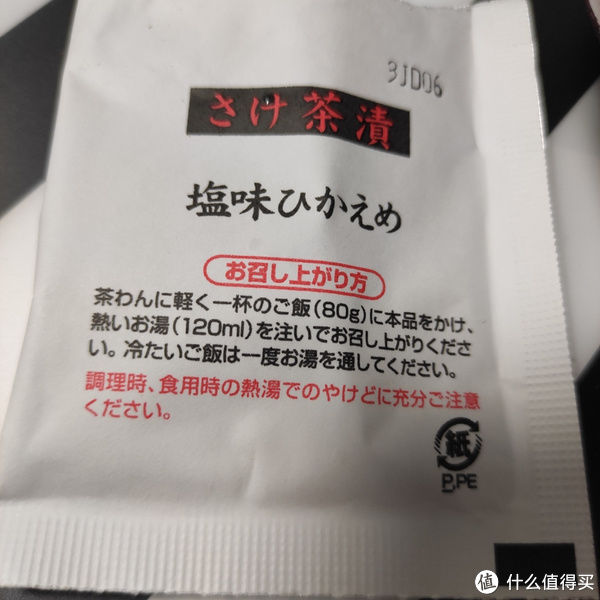 3JD06
さけ茶漬
塩味ひかえめ
お召し上がり方
茶わんに軽く一杯のご飯(80g)に本品をかけ、
熱いお湯(120ml)を注いでお召し上がりくださ
い。冷たいご飯は一度お湯を通してください。
調理時、食用時の熱湯でのやけどに充分ご注意
ください。
紙
P,PE
值 什么值得买